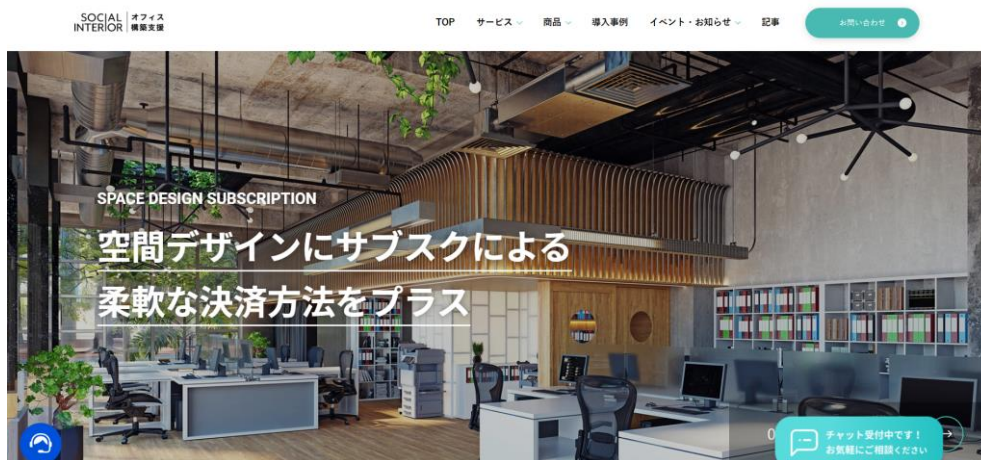 SOCIAL
INTERIOR
オフィス
構築支援
TOP サービス 商品 導入事例 イベント・お知らせ 記事 お問い合わせ
SPACE DESIGN SUBSCRIPTION
空間デザインにサブスクによる
柔軟な決済方法をプラス
チャット受付中です！
お気軽にご相談ください